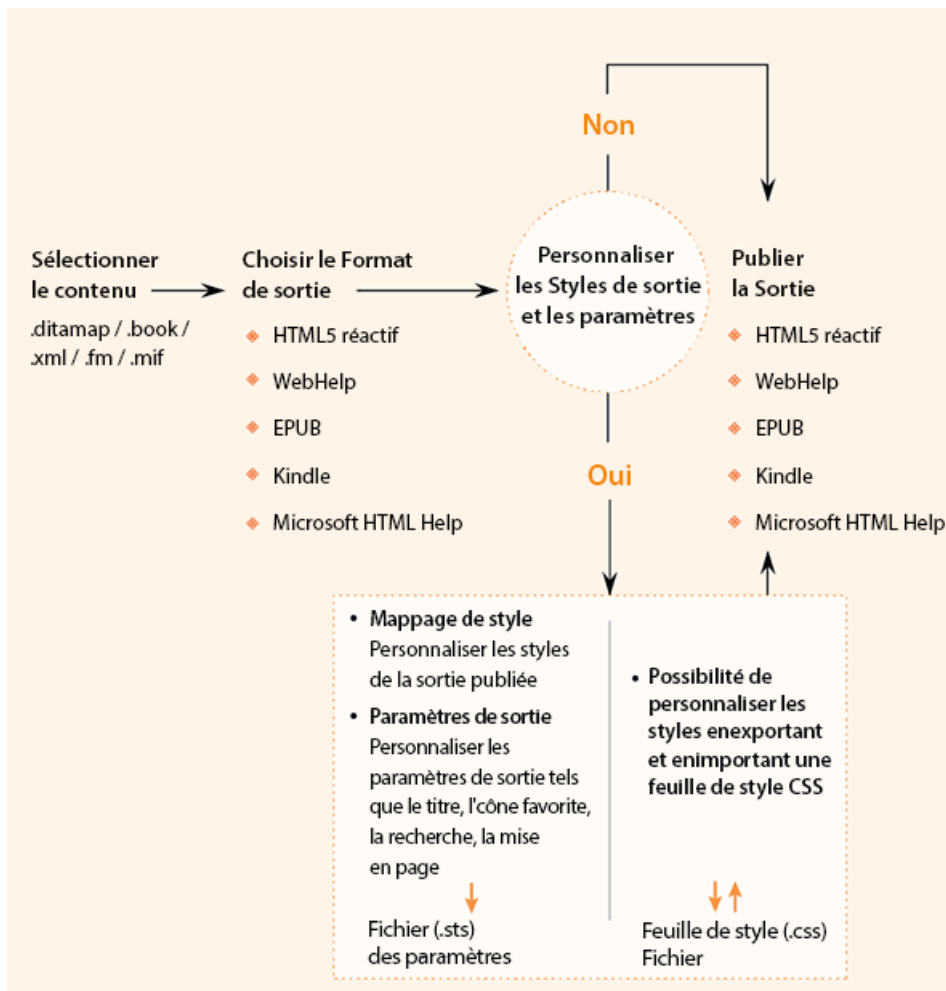 Non
Sélectionner
le contenu
.ditamap / .book /
.xml / .fm / .mif
Choisir le Format
de sortie
HTML5 réactif
WebHelp
EPUB
Kindle
Microsoft HTML Help
Personnaliser
les Styles de sortie
et les paramètres
Publier
la Sortie
HTML5 réactif
WebHelp
EPUB
Kindle
Microsoft HTML Help
Oui
• Mappage de style
Personnaliser les styles
de la sortie publiée
• Paramètres de sortie
Personnaliser les
paramètres de sortie tels
que le titre, l'cône favorite,
la recherche, la mise
en page
Fichier (.sts)
des paramètres
• Possibilité de
personnaliser les
styles enexportant
et enimportant une
feuille de style CSS
Feuille de style (.css)
Fichier